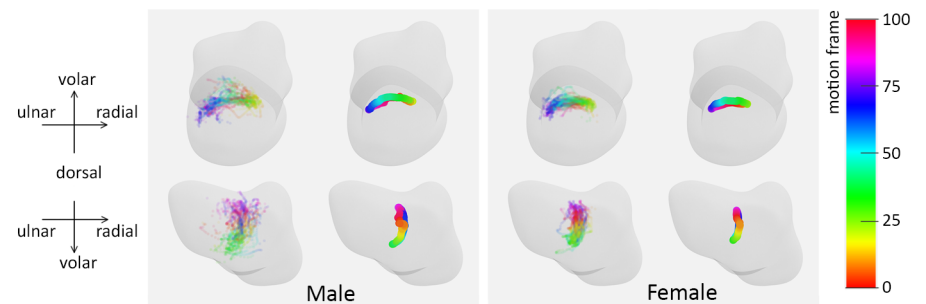 volar
ulnar radial
dorsal
ulnar radial
volar
Male
Female
motion frame
100
75
50
25
0